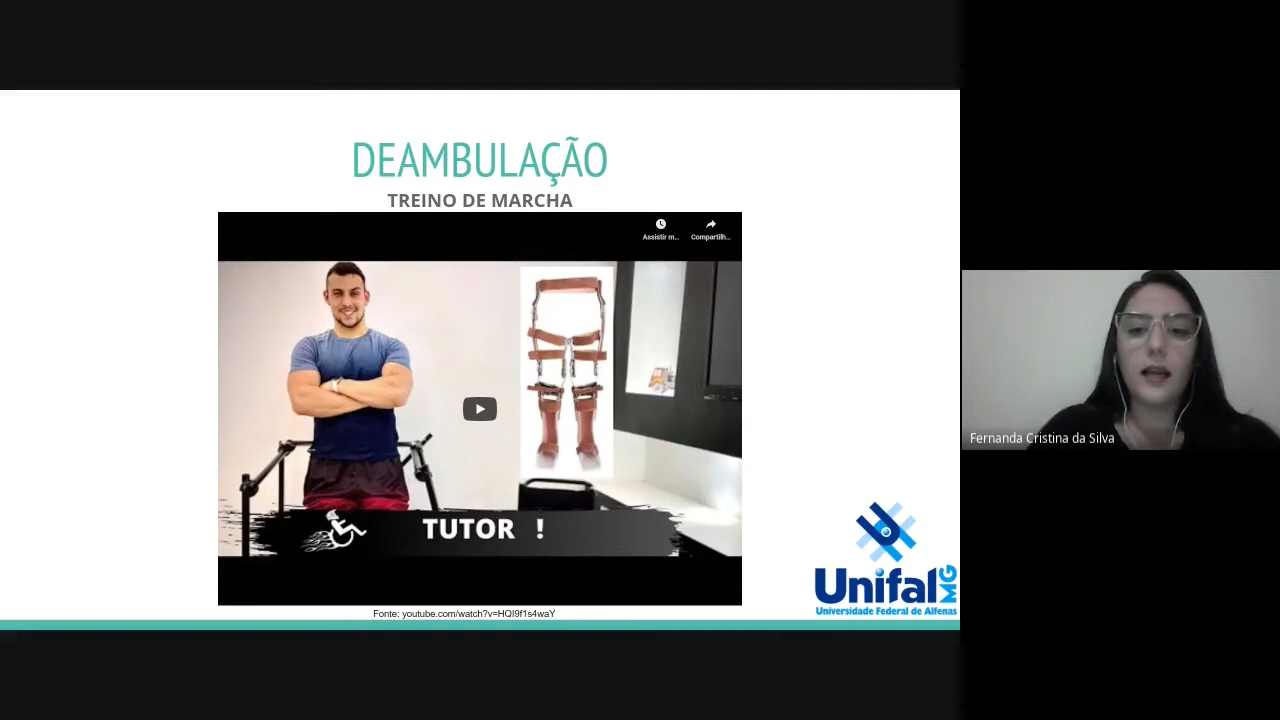 DEAMBULAÇÃO
TREINO DE MARCHA
Assistir m...
Compartilh...
TUTOR !
Fernanda Cristina da Silva
Unifal MG
Universidade Federal de Alfenas
Fonte: youtube.com/watch?v=HQI9f1s4waY